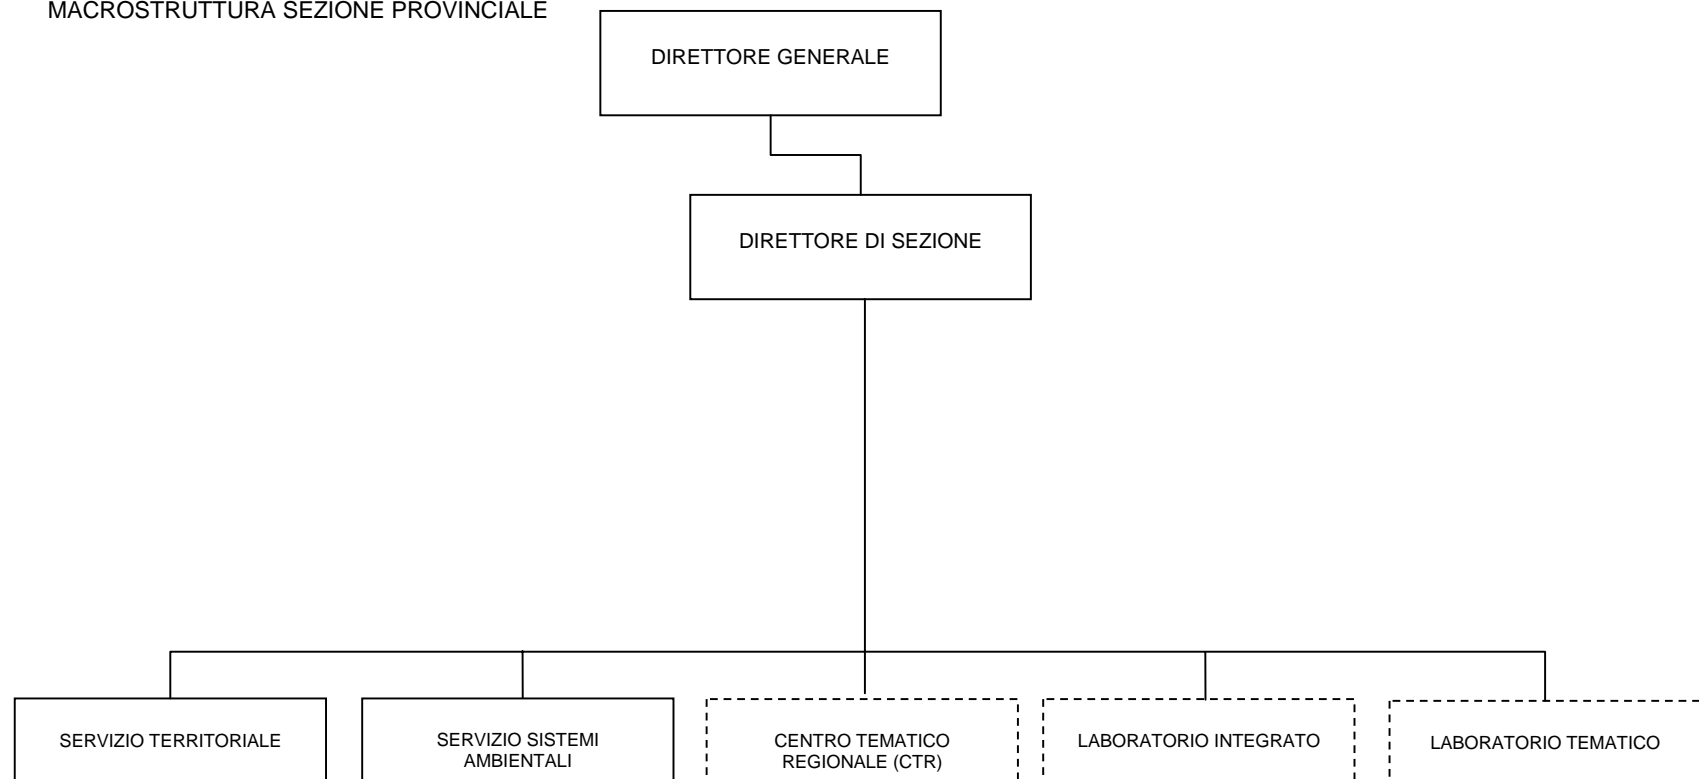 MACROSTRUTTURA SEZIONE PROVINCIALE
DIRETTORE GENERALE
DIRETTORE DI SEZIONE
SERVIZIO TERRITORIALE
SERVIZIO SISTEMI
AMBIENTALI
CENTRO TEMATICO
REGIONALE (CTR)
LABORATORIO INTEGRATO
LABORATORIO TEMATICO